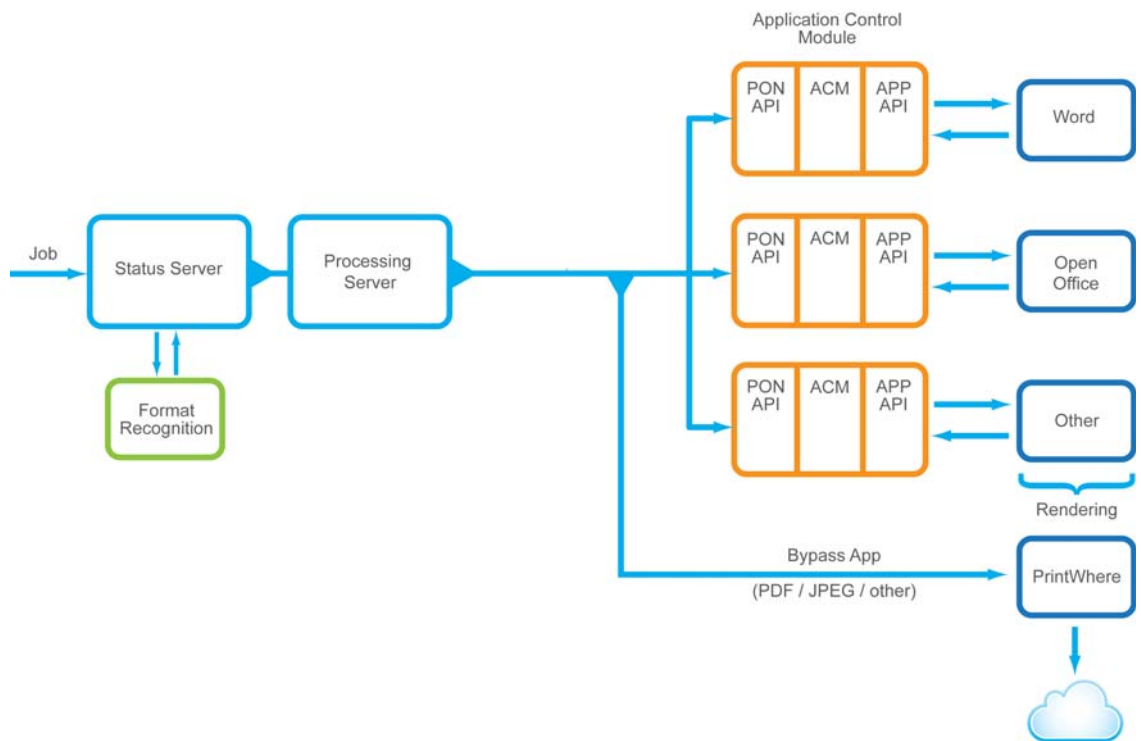 Application Control
Module
PON
API
ACM
APP
API
Word
Job
Status Server
Processing
Server
PON
API
ACM
APP
API
Open
Office
Format
Recognition
PON
API
ACM
APP
API
Other
Rendering
Bypass App
(PDF / JPEG / other)
PrintWhere